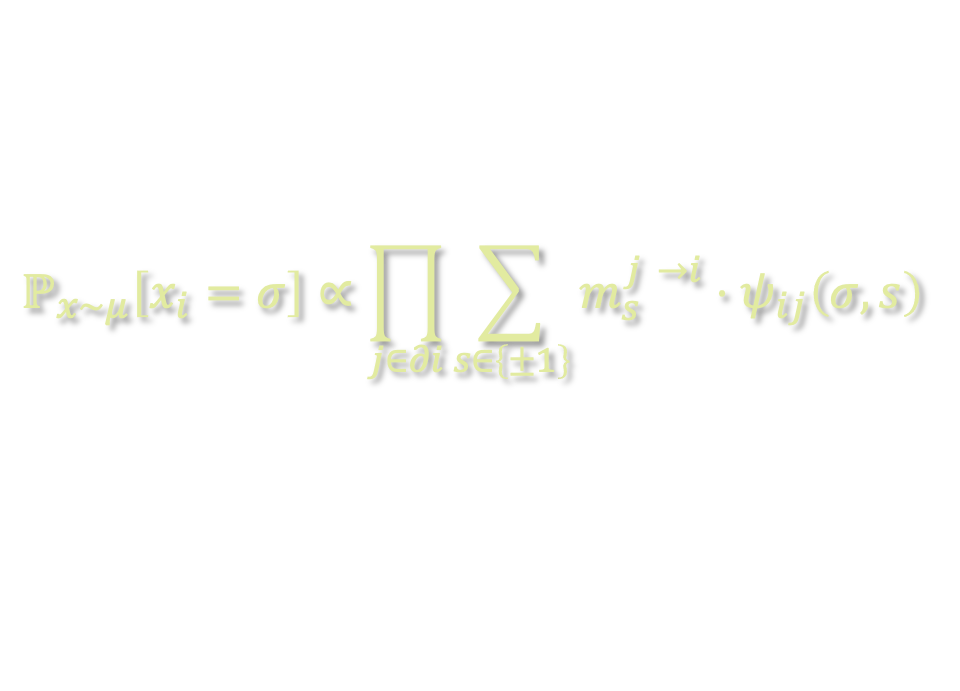 ℙ_{x∼μ}[x_i = σ] ∝ ∏_{j∈∂i} ∑_{s∈{±1}} m_s^{j→i} · ψ_{ij}(σ, s)